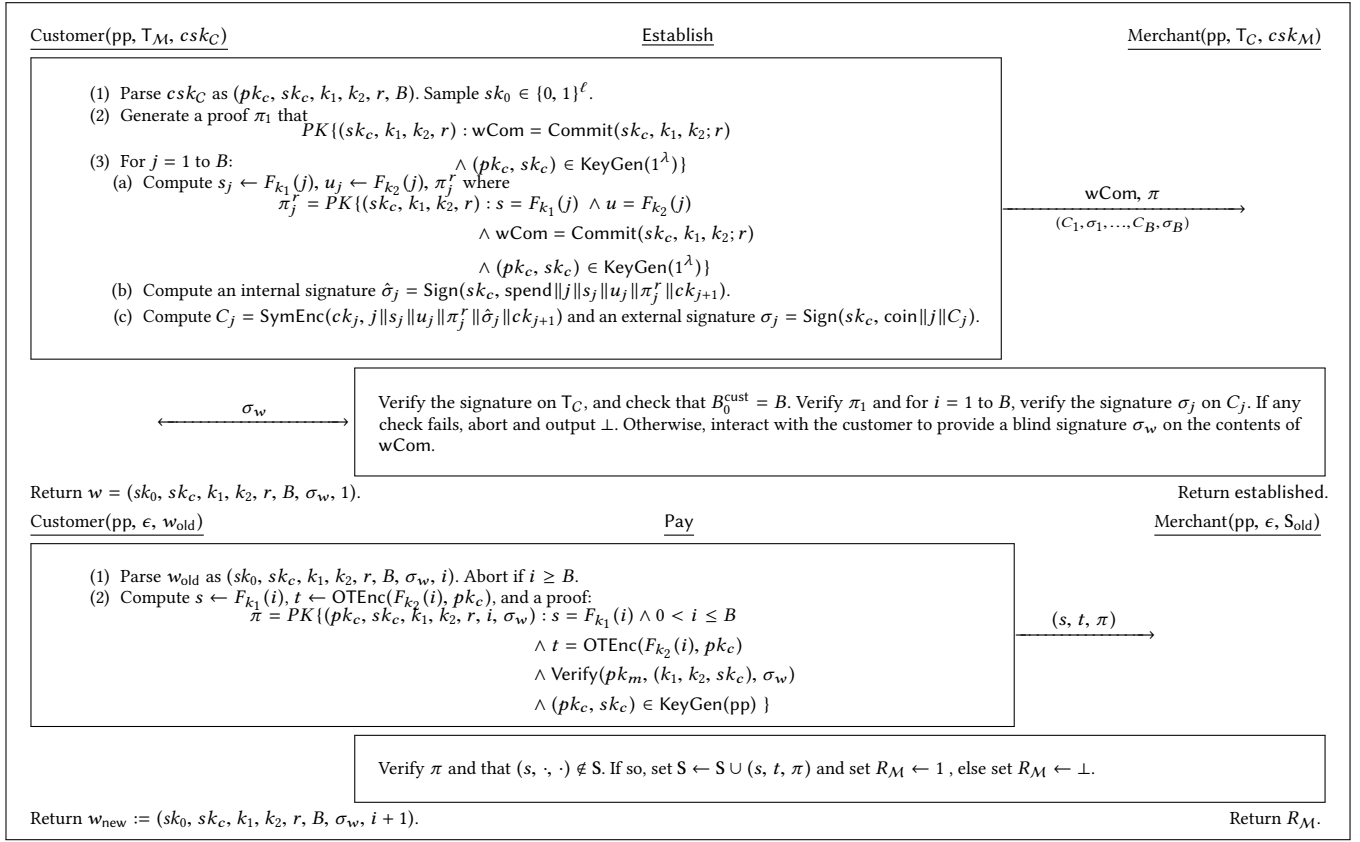 Customer(pp, T_M, csk_C) Establish Merchant(pp, T_C, csk_M)
(1) Parse csk_C as (pk_c, sk_c, k_1, k_2, r, B). Sample sk_0 ∈ {0, 1}^ℓ.
(2) Generate a proof π_1 that
PK{(sk_c, k_1, k_2, r) : wCom = Commit(sk_c, k_1, k_2; r)
∧ (pk_c, sk_c) ∈ KeyGen(1^λ)}
(3) For j = 1 to B:
(a) Compute s_j ← F_{k_1}(j), u_j ← F_{k_2}(j), π_j^r where
π_j^r = PK{(sk_c, k_1, k_2, r) : s = F_{k_1}(j) ∧ u = F_{k_2}(j)
∧ wCom = Commit(sk_c, k_1, k_2; r)
∧ (pk_c, sk_c) ∈ KeyGen(1^λ)}
(b) Compute an internal signature σ̂_j = Sign(sk_c, spend∥j∥s_j∥u_j∥π_j^r∥ck_{j+1}).
(c) Compute C_j = SymEnc(ck_j, j∥s_j∥u_j∥π_j^r∥σ̂_j∥ck_{j+1}) and an external signature σ_j = Sign(sk_c, coin∥j∥C_j).
wCom, π
(C_1,σ_1,...,C_B,σ_B)
σ_w
Verify the signature on T_C, and check that B_0^cust = B. Verify π_1 and for i = 1 to B, verify the signature σ_j on C_j. If any
check fails, abort and output ⊥. Otherwise, interact with the customer to provide a blind signature σ_w on the contents of
wCom.
Return w = (sk_0, sk_c, k_1, k_2, r, B, σ_w, 1). Return established.
Customer(pp, ϵ, w_old) Pay Merchant(pp, ϵ, S_old)
(1) Parse w_old as (sk_0, sk_c, k_1, k_2, r, B, σ_w, i). Abort if i ≥ B.
(2) Compute s ← F_{k_1}(i), t ← OTEnc(F_{k_2}(i), pk_c), and a proof:
π = PK{(pk_c, sk_c, k_1, k_2, r, i, σ_w) : s = F_{k_1}(i) ∧ 0 < i ≤ B
∧ t = OTEnc(F_{k_2}(i), pk_c)
∧ Verify(pk_m, (k_1, k_2, sk_c), σ_w)
∧ (pk_c, sk_c) ∈ KeyGen(pp) }
(s, t, π)
Verify π and that (s, ·, ·) ∉ S. If so, set S ← S ∪ (s, t, π) and set R_M ← 1 , else set R_M ← ⊥.
Return w_new := (sk_0, sk_c, k_1, k_2, r, B, σ_w, i + 1). Return R_M.